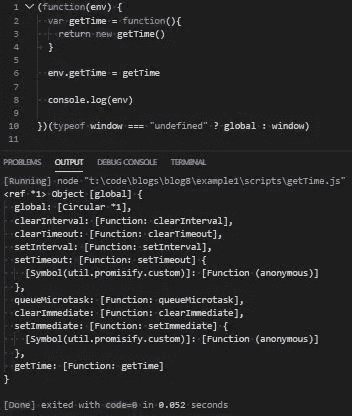 1 (function(env) {
2 var getTime = function(){
3 return new getTime()
4 }
5
6 env.getTime = getTime
7
8 console.log(env)
9
10 })(typeof window === "undefined" ? global : window)
11
PROBLEMS OUTPUT DEBUG CONSOLE TERMINAL
[Running] node "t:\code\blogs\blog8\example1\scripts\getTime.js"
<ref *1> Object [global] {
global: [Circular *1],
clearInterval: [Function: clearInterval],
clearTimeout: [Function: clearTimeout],
setInterval: [Function: setInterval],
setTimeout: [Function: setTimeout] {
[Symbol(util.promisify.custom)]: [Function (anonymous)]
},
queueMicrotask: [Function: queueMicrotask],
clearImmediate: [Function: clearImmediate],
setImmediate: [Function: setImmediate] {
[Symbol(util.promisify.custom)]: [Function (anonymous)]
},
getTime: [Function: getTime]
}
[Done] exited with code=0 in 0.052 seconds